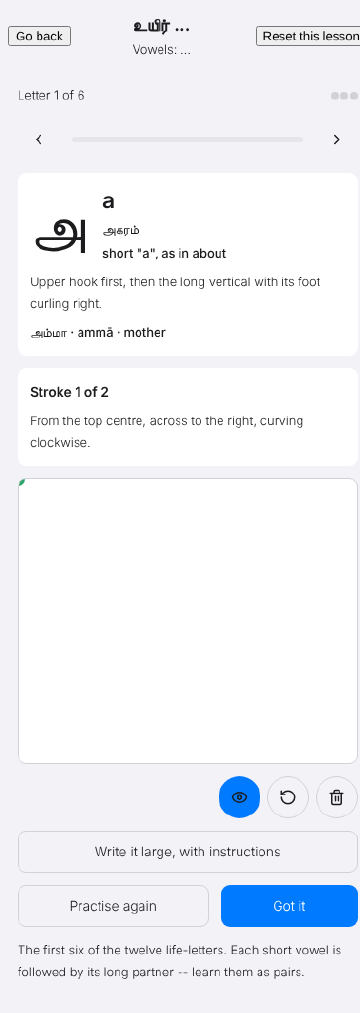 Go back
உயிர் ...
Vowels: ...
Reset this lesson
Letter 1 of 6
அ
a
அகரம்
short "a", as in about
Upper hook first, then the long vertical with its foot
curling right.
அம்மா · ammā · mother
Stroke 1 of 2
From the top centre, across to the right, curving
clockwise.
Write it large, with instructions
Practise again
Got it
The first six of the twelve life-letters. Each short vowel is
followed by its long partner -- learn them as pairs.